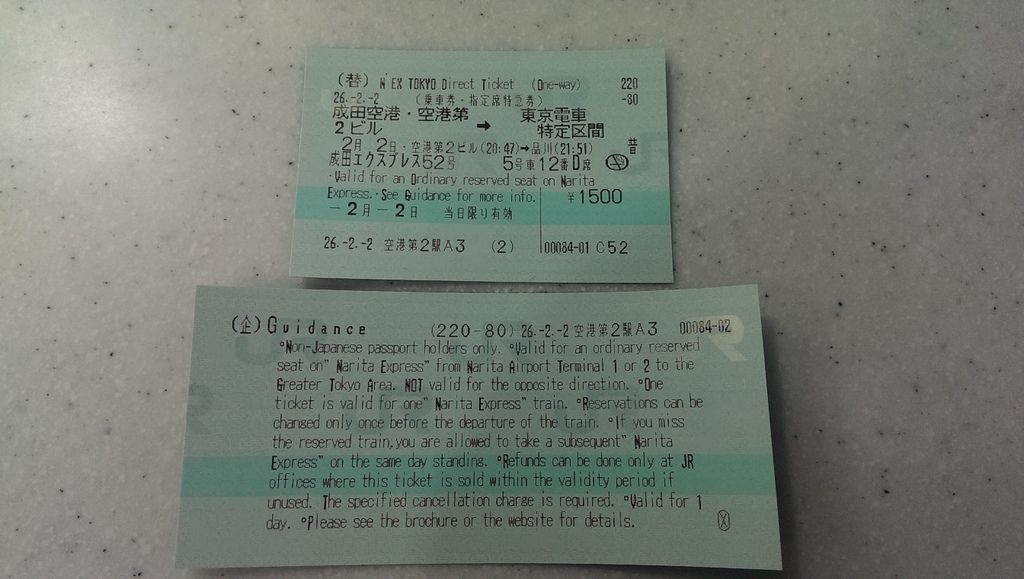 (替) N'EX TOKYO Direct Ticket (One-way) 220
26.-2.-2 (乗車券・指定席特急券) -80
成田空港・空港第 東京電車
2ビル → 特定区間
2月 2日・空港第2ビル(20:47)→品川(21:51)
成田エクスプレス52号 5号車12番D席
・Valid for an Ordinary reserved seat on Narita
Express.・See Guidance for more info. ¥1500
-2月-2日 当日限り有効
26.-2.-2 空港第2駅A3 (2) 00084-01 C52
(企)Guidance (220-80) 26.-2.-2 空港第2駅A3 00084-02
°Non-Japanese passport holders only. °Valid for an ordinary reserved
seat on" Narita Express" from Narita Airport Terminal 1 or 2 to the
Greater Tokyo Area. NOT valid for the opposite direction. °One
ticket is valid for one" Narita Express" train. °Reservations can be
changed only once before the departure of the train. °If you miss
the reserved train,you are allowed to take a subsequent" Narita
Express" on the same day standing. °Refunds can be done only at JR
offices where this ticket is sold within the validity period if
unused. The specified cancellation charge is required. °Valid for 1
day. °Please see the brochure or the website for details.